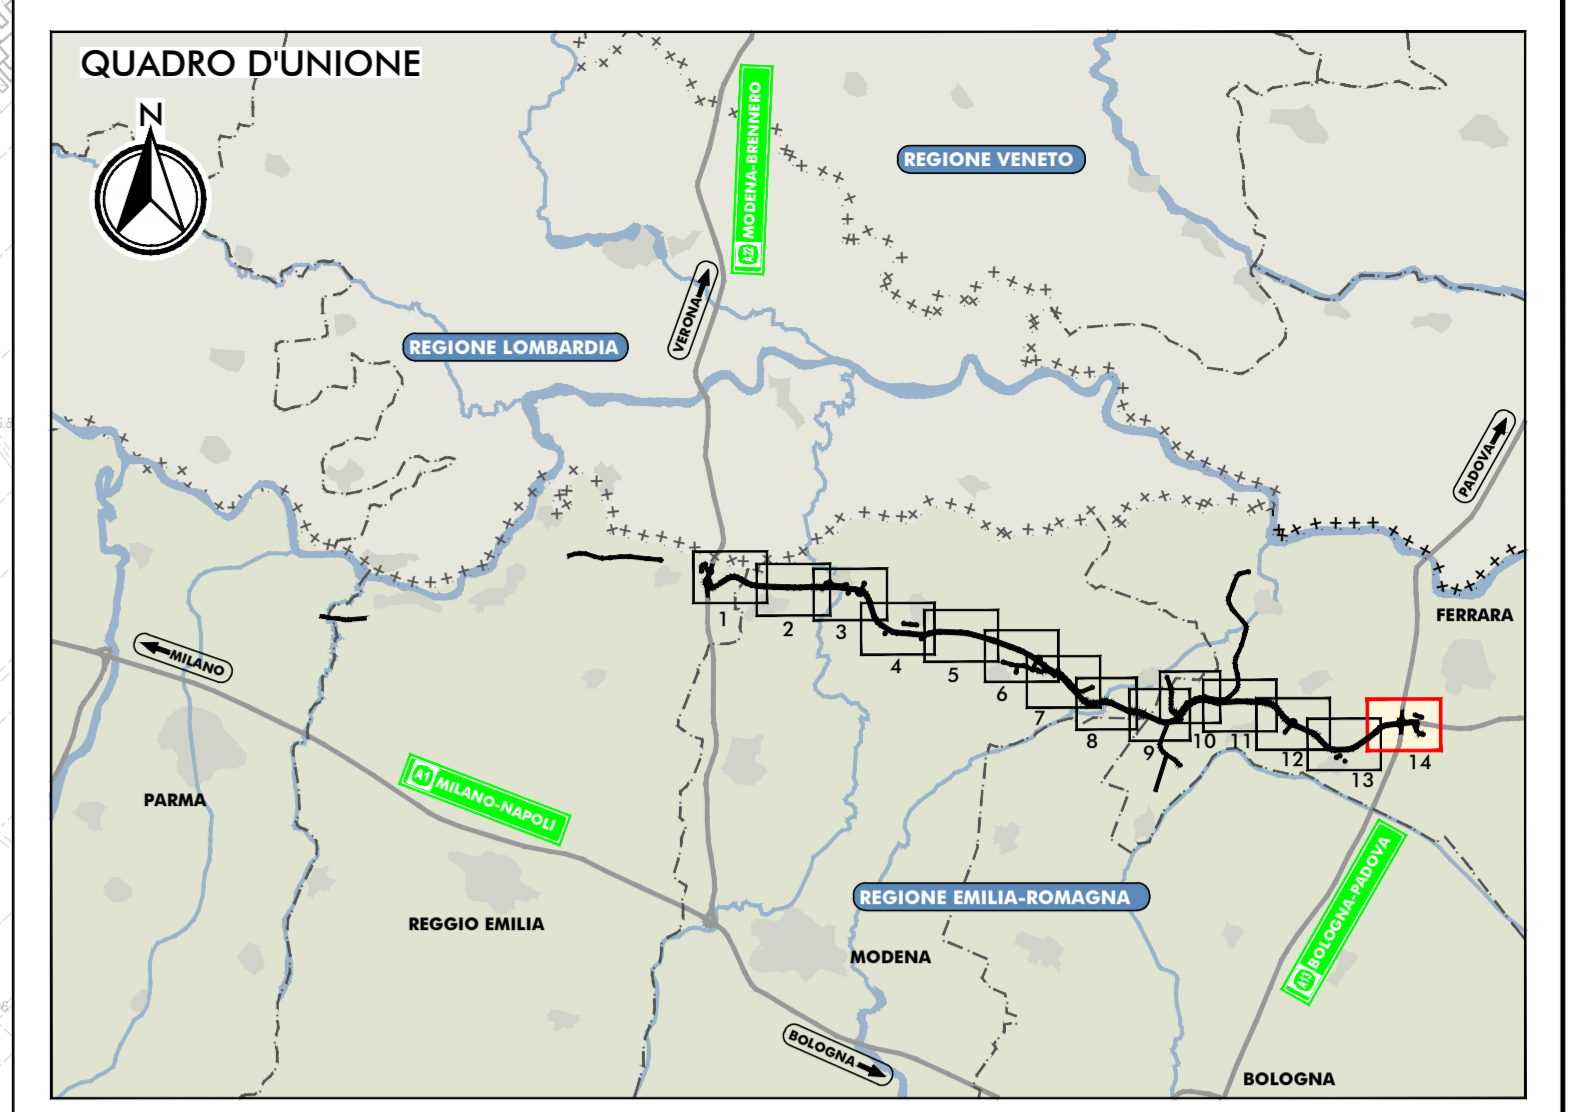 QUADRO D'UNIONE
N
A22 MODENA-BRENNERO
REGIONE VENETO
VERONA
REGIONE LOMBARDIA
PADOVA
FERRARA
MILANO
1
2
3
4
5
6
7
8
9
10
11
12
13
14
PARMA
A1 MILANO-NAPOLI
REGIONE EMILIA-ROMAGNA
A13 BOLOGNA-PADOVA
REGGIO EMILIA
MODENA
BOLOGNA
BOLOGNA